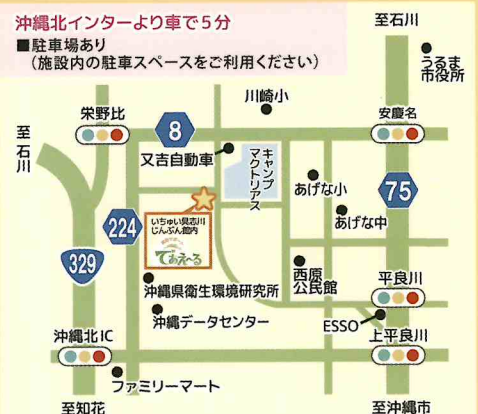 沖縄北インターより車で5分
■駐車場あり
（施設内の駐車スペースをご利用ください）
至石川
うるま
市役所
川崎小
栄野比
8
安慶名
至石川
又吉自動車
キャンプ
マクトリアス
あげな小
75
あげな中
224
いちゅい具志川
じんぶん館内
であえ〜る
329
沖縄県衛生環境研究所
西原
公民館
平良川
沖縄データセンター
ESSO
沖縄北IC
上平良川
ファミリーマート
至知花
至沖縄市